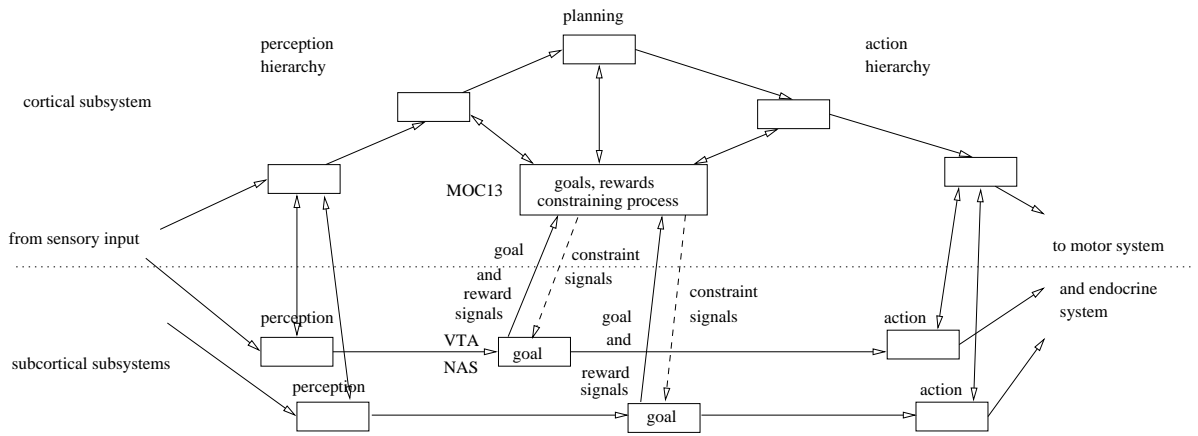 planning
perception
hierarchy
action
hierarchy
cortical subsystem
MOC13
goals, rewards
constraining process
from sensory input
goal
and
reward
signals
constraint
signals
to motor system
constraint
signals
and endocrine
system
perception
VTA
NAS
goal
goal
and
reward
signals
action
subcortical subsystems
perception
goal
action